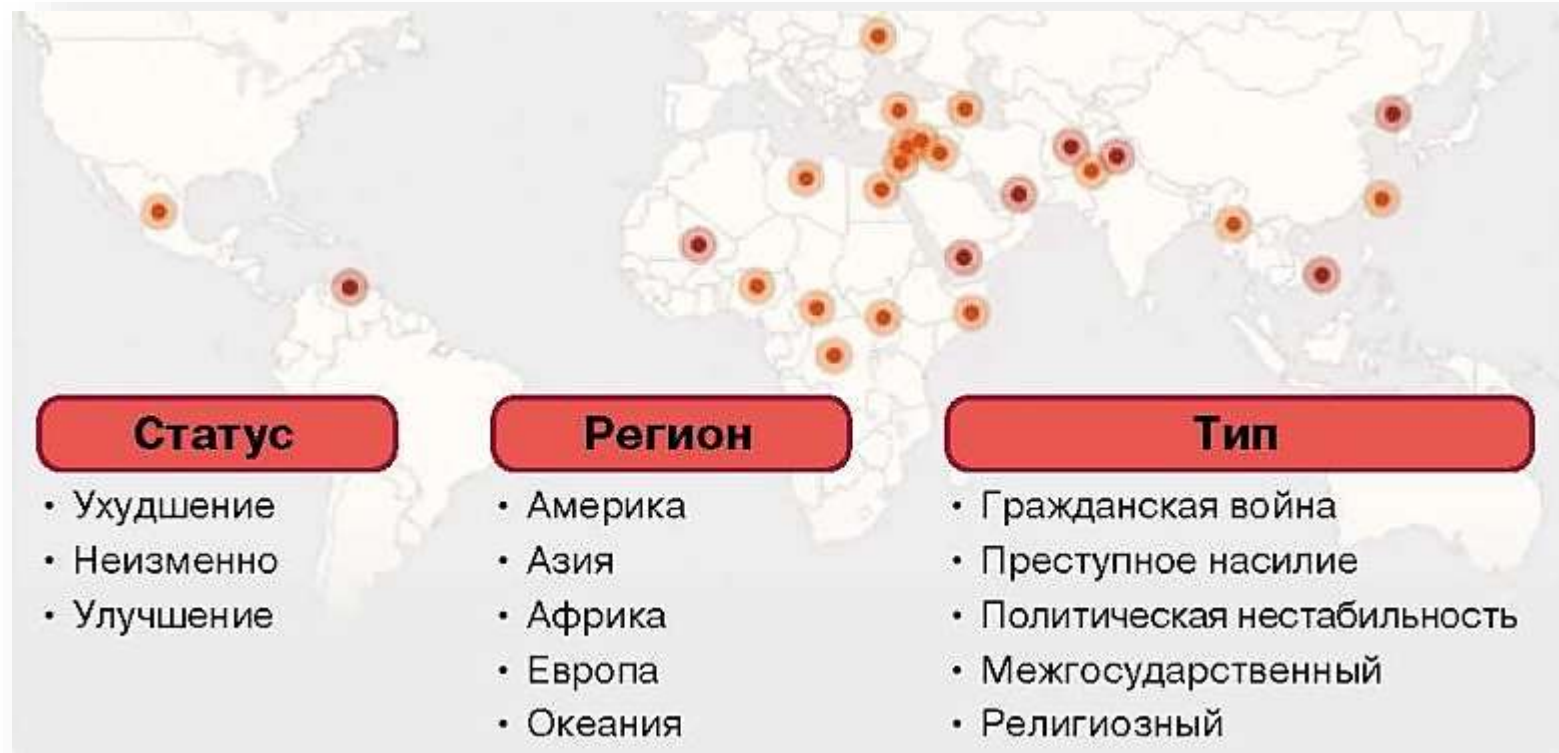 Статус
• Ухудшение
• Неизменно
• Улучшение
Регион
• Америка
• Азия
• Африка
• Европа
• Океания
Тип
• Гражданская война
• Преступное насилие
• Политическая нестабильность
• Межгосударственный
• Религиозный